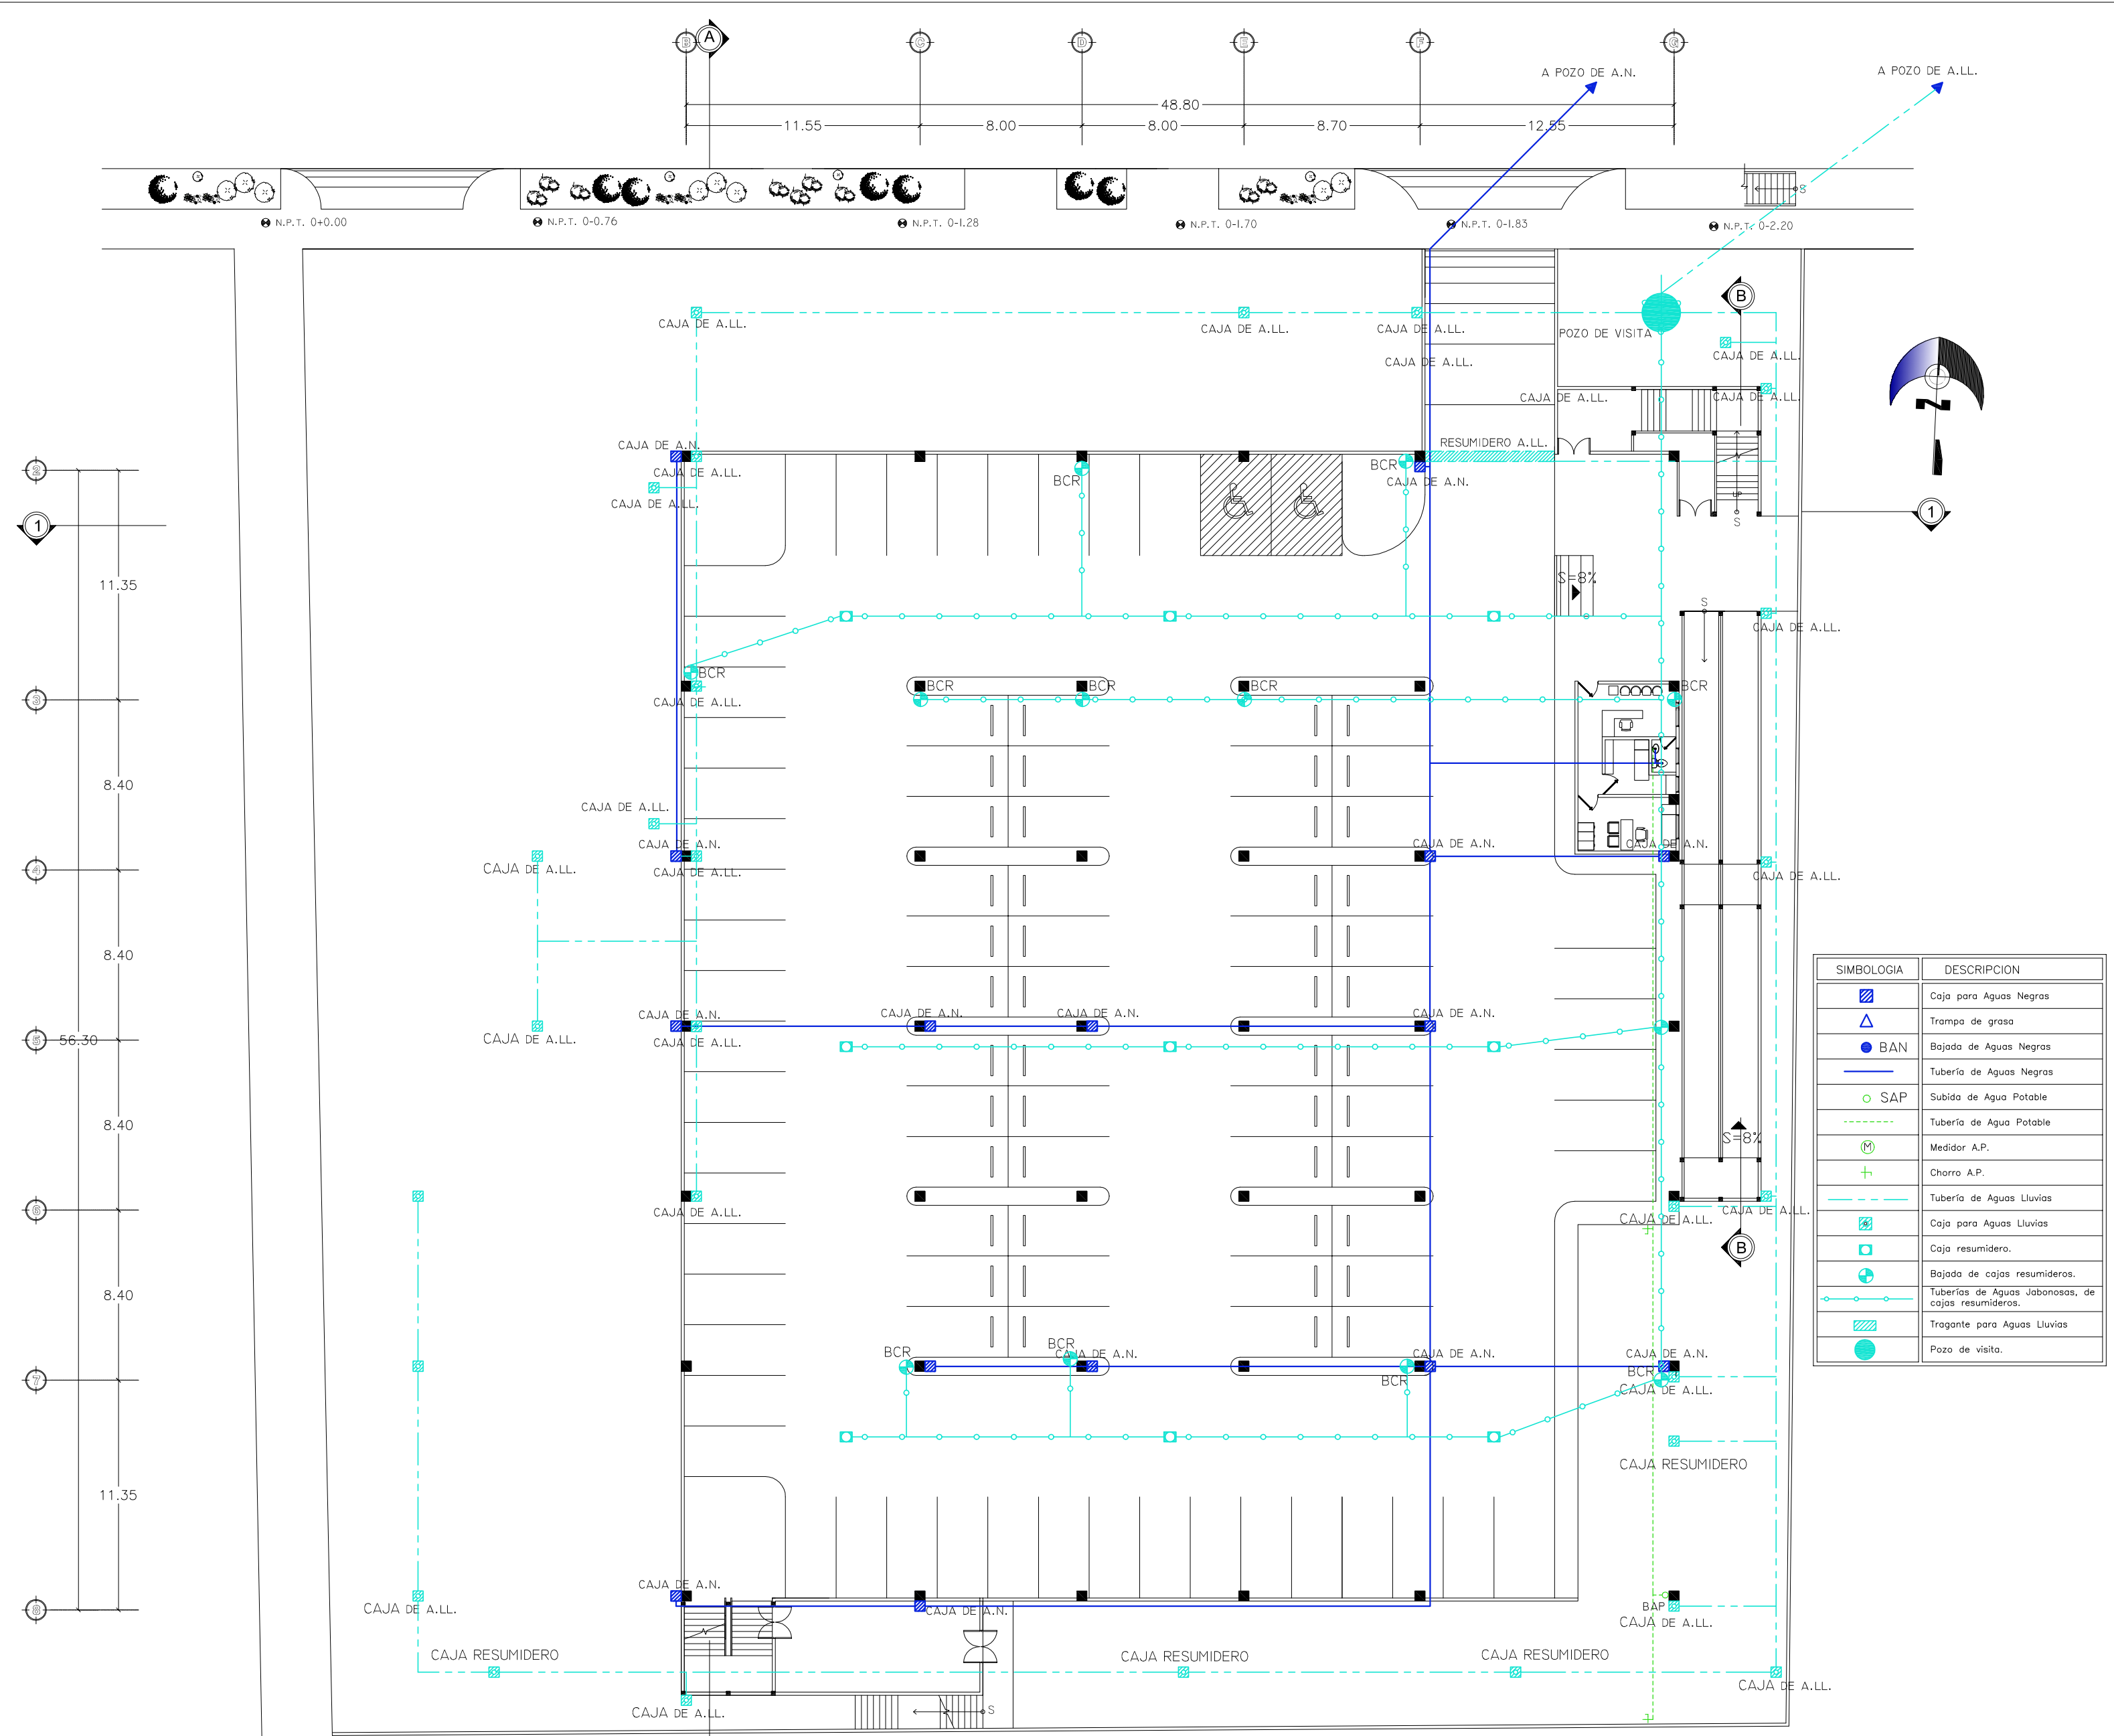 B
A
C
D
E
F
G
A POZO DE A.N.
A POZO DE A.LL.
48.80
11.55
8.00
8.00
8.70
12.55
S
N.P.T. 0+0.00
N.P.T. 0-0.76
N.P.T. 0-1.28
N.P.T. 0-1.70
N.P.T. 0-1.83
N.P.T. 0-2.20
B
CAJA DE A.LL.
CAJA DE A.LL.
CAJA DE A.LL.
POZO DE VISITA
CAJA DE A.LL.
CAJA DE A.LL.
CAJA DE A.LL.
CAJA DE A.LL.
N
CAJA DE A.N.
RESUMIDERO A.LL.
2
CAJA DE A.LL.
BCR
BCR
CAJA DE A.N.
CAJA DE A.LL.
UP
S
1
1
11.35
S=8%
S
CAJA DE A.LL.
BCR
BCR
BCR
BCR
BCR
3
CAJA DE A.LL.
8.40
CAJA DE A.LL.
CAJA DE A.N.
CAJA DE A.N.
CAJA DE A.N.
4
CAJA DE A.LL.
CAJA DE A.LL.
CAJA DE A.LL.
8.40
SIMBOLOGIA
DESCRIPCION
Caja para Aguas Negras
Trampa de grasa
BAN
Bajada de Aguas Negras
Tubería de Aguas Negras
SAP
Subida de Agua Potable
Tubería de Agua Potable
M
Medidor A.P.
Chorro A.P.
Tubería de Aguas Lluvias
Caja para Aguas Lluvias
Caja resumidero.
Bajada de cajas resumideros.
Tuberías de Aguas Jabonosas, de
cajas resumideros.
Tragante para Aguas Lluvias
Pozo de visita.
CAJA DE A.N.
CAJA DE A.N.
CAJA DE A.N.
CAJA DE A.N.
5
56.30
CAJA DE A.LL.
CAJA DE A.LL.
8.40
S=8%
6
CAJA DE A.LL.
CAJA DE A.LL.
CAJA DE A.LL.
B
8.40
BCR
BCR
CAJA DE A.N.
CAJA DE A.N.
CAJA DE A.N.
7
BCR
BCR
CAJA DE A.LL.
CAJA RESUMIDERO
11.35
CAJA DE A.N.
8
CAJA DE A.LL.
CAJA DE A.N.
BAP
CAJA DE A.LL.
CAJA RESUMIDERO
CAJA RESUMIDERO
CAJA RESUMIDERO
CAJA DE A.LL.
CAJA DE A.LL.
S